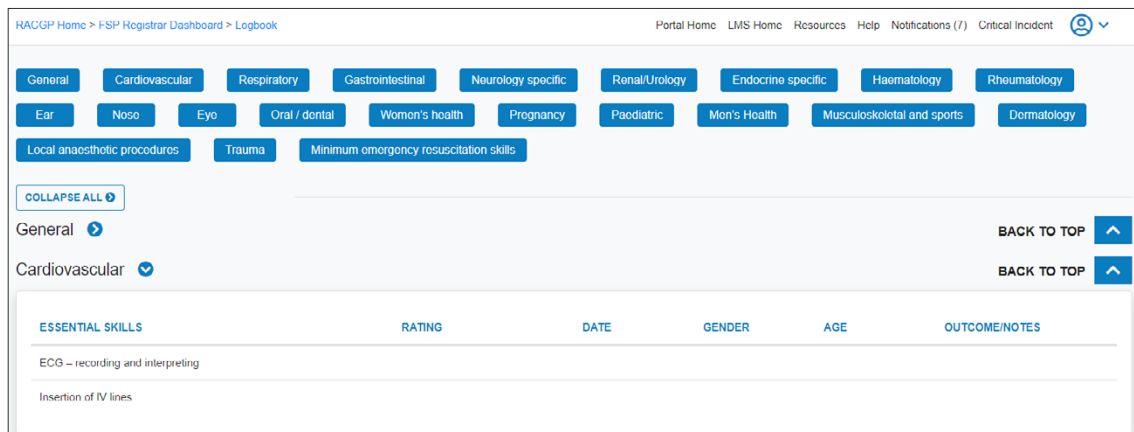 RACGP Home > FSP Registrar Dashboard > Logbook Portal Home LMS Home Resources Help Notifications (7) Critical Incident
General Cardiovascular Respiratory Gastrointestinal Neurology specific Renal/Urology Endocrine specific Haematology Rheumatology
Ear Nose Eye Oral / dental Women's health Pregnancy Paediatric Men's Health Musculoskeletal and sports Dermatology
Local anaesthetic procedures Trauma Minimum emergency resuscitation skills
COLLAPSE ALL
General BACK TO TOP
Cardiovascular BACK TO TOP
ESSENTIAL SKILLS RATING DATE GENDER AGE OUTCOME/NOTES
ECG – recording and interpreting
Insertion of IV lines